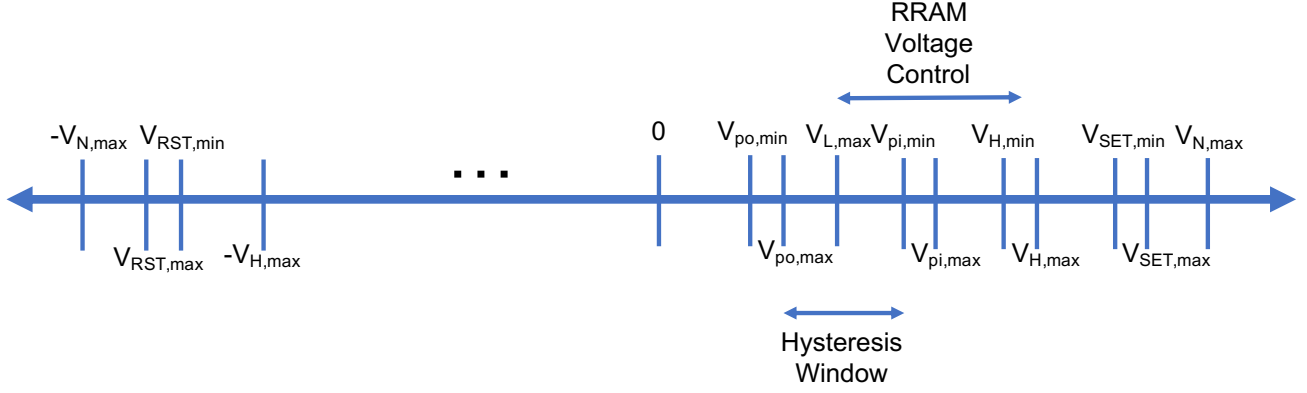 RRAM
Voltage
Control
-V_N,max V_RST,min 0 V_po,min V_L,max V_pi,min V_H,min V_SET,min V_N,max
...
V_RST,max -V_H,max V_po,max V_pi,max V_H,max V_SET,max
Hysteresis
Window